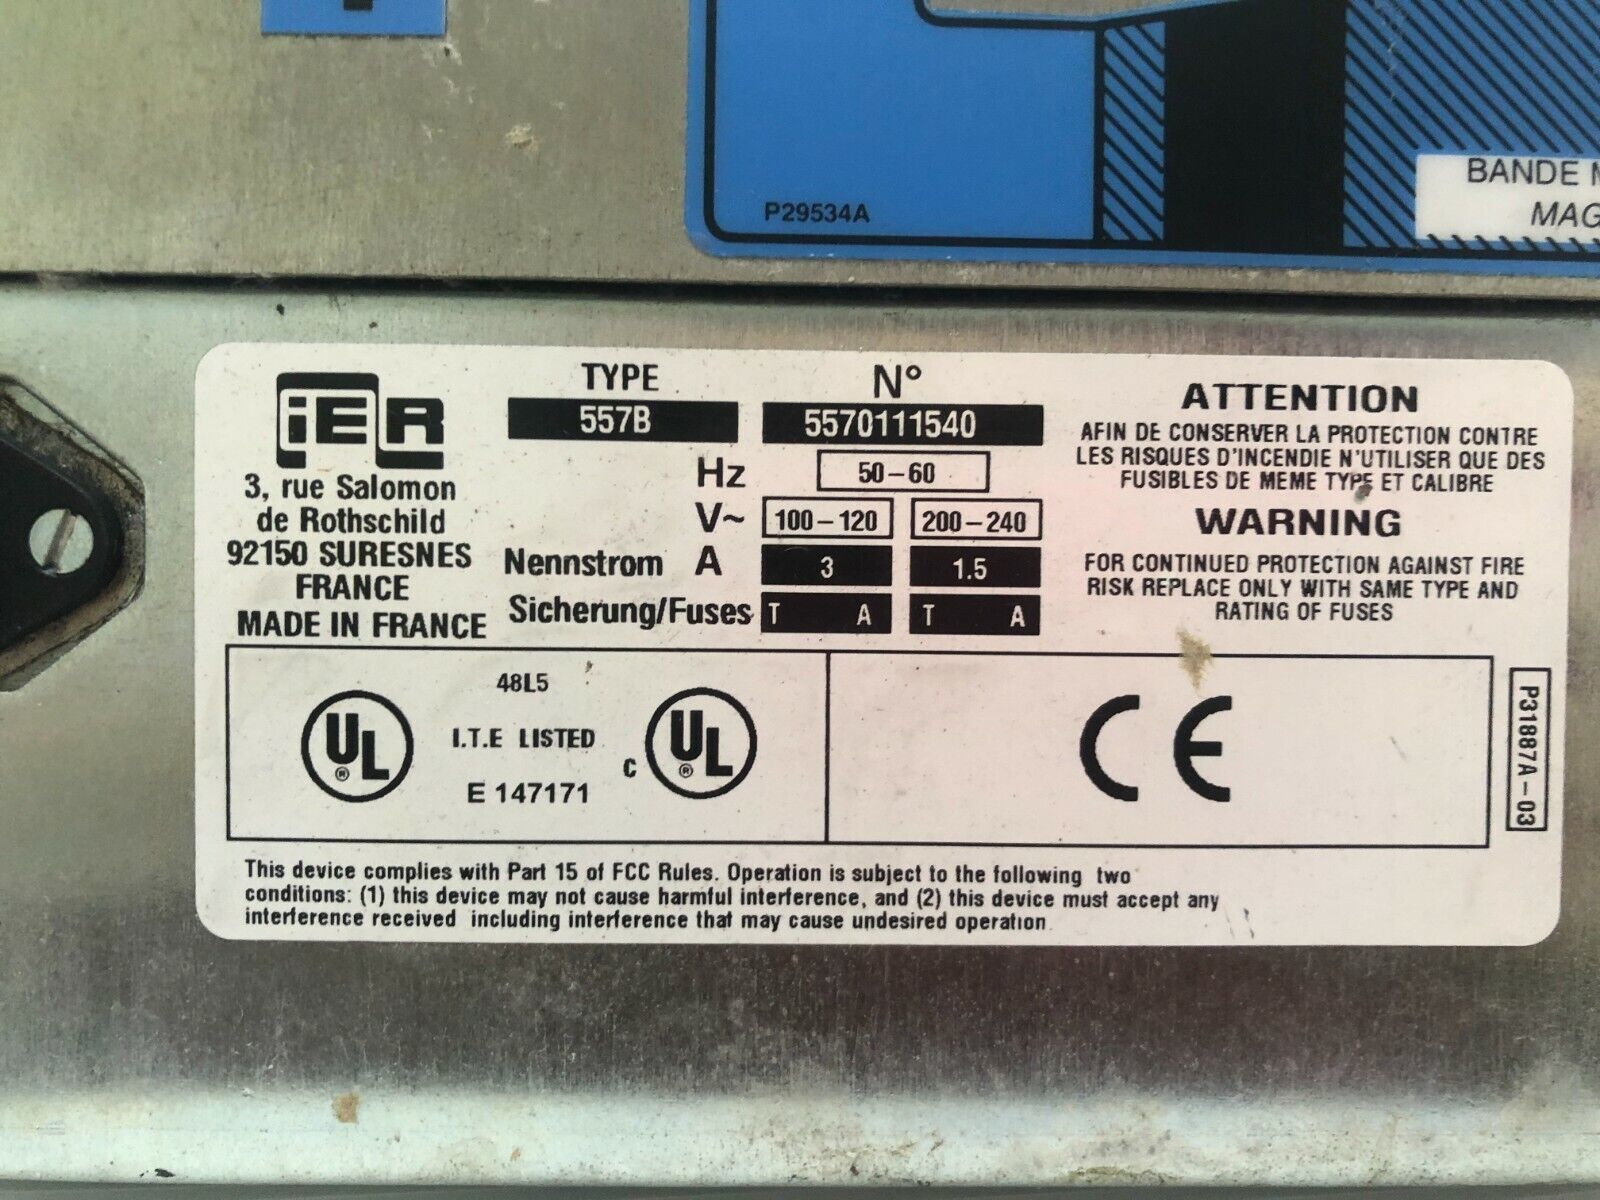 P29534A
BANDE
MAG
iER
3, rue Salomon
de Rothschild
92150 SURESNES
FRANCE
MADE IN FRANCE
TYPE
557B
N°
5570111540
Hz 50-60
V~ 100-120 200-240
Nennstrom A 3 1.5
Sicherung/Fuses T A T A
ATTENTION
AFIN DE CONSERVER LA PROTECTION CONTRE
LES RISQUES D'INCENDIE N'UTILISER QUE DES
FUSIBLES DE MEME TYPE ET CALIBRE
WARNING
FOR CONTINUED PROTECTION AGAINST FIRE
RISK REPLACE ONLY WITH SAME TYPE AND
RATING OF FUSES
48L5
UL ®
I.T.E LISTED
c UL ®
E 147171
CE
P31887A-03
This device complies with Part 15 of FCC Rules. Operation is subject to the following two
conditions: (1) this device may not cause harmful interference, and (2) this device must accept any
interference received including interference that may cause undesired operation